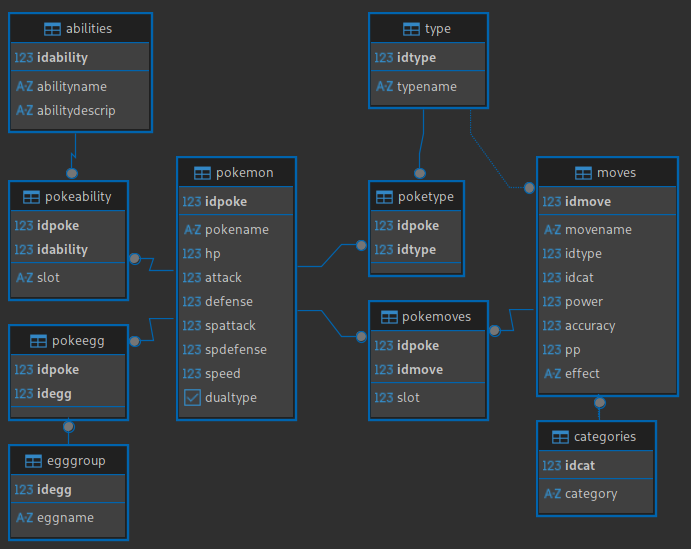 abilities
123 idability
A-Z abilityname
A-Z abilitydescrip
type
123 idtype
A-Z typename
pokeability
123 idpoke
123 idability
A-Z slot
pokemon
123 idpoke
A-Z pokename
123 hp
123 attack
123 defense
123 spattack
123 spdefense
123 speed
dualtype
poketype
123 idpoke
123 idtype
moves
123 idmove
A-Z movename
123 idtype
123 idcat
123 power
123 accuracy
123 pp
A-Z effect
pokeegg
123 idpoke
123 idegg
pokemoves
123 idpoke
123 idmove
123 slot
egggroup
123 idegg
A-Z eggname
categories
123 idcat
A-Z category